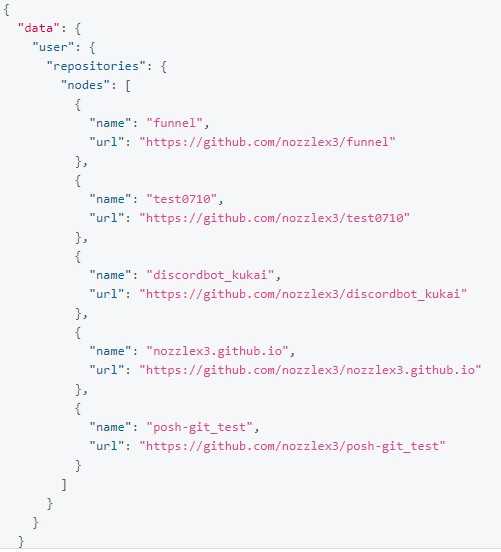 {
  "data": {
    "user": {
      "repositories": {
        "nodes": [
          {
            "name": "funnel",
            "url": "https://github.com/nozzlex3/funnel"
          },
          {
            "name": "test0710",
            "url": "https://github.com/nozzlex3/test0710"
          },
          {
            "name": "discordbot_kukai",
            "url": "https://github.com/nozzlex3/discordbot_kukai"
          },
          {
            "name": "nozzlex3.github.io",
            "url": "https://github.com/nozzlex3/nozzlex3.github.io"
          },
          {
            "name": "posh-git_test",
            "url": "https://github.com/nozzlex3/posh-git_test"
          }
        ]
      }
    }
  }